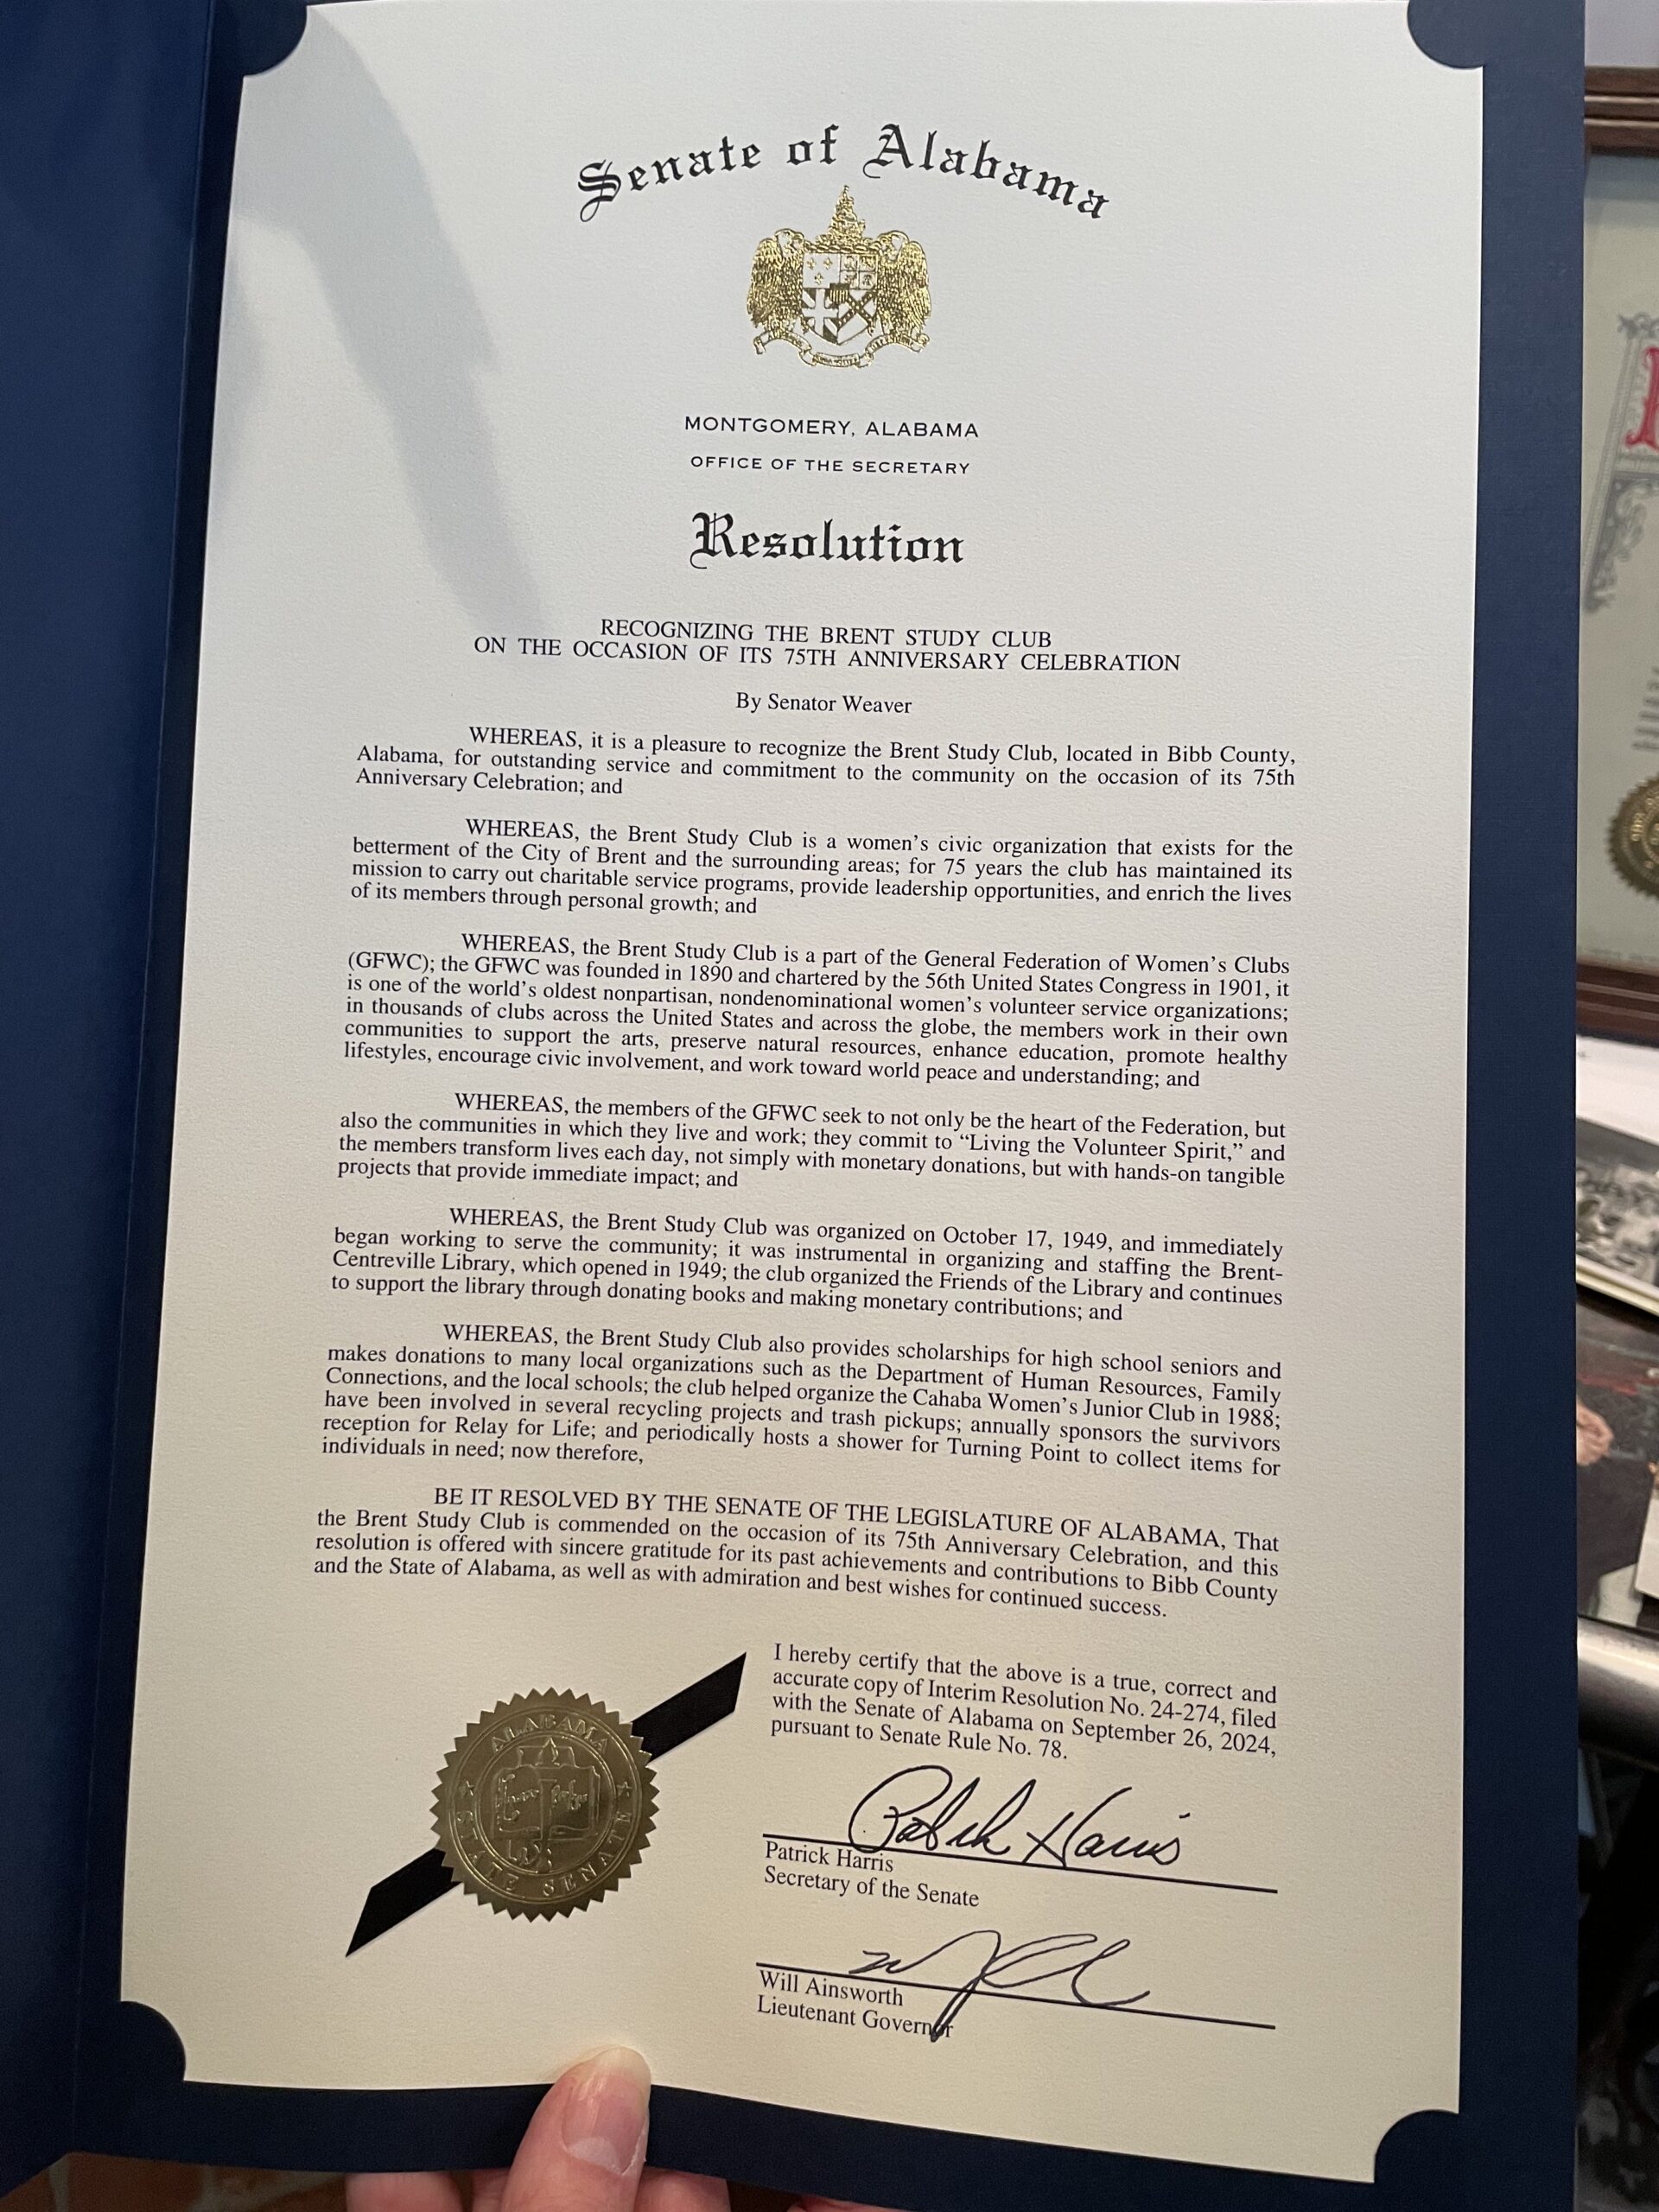 Senate of Alabama
MONTGOMERY, ALABAMA
OFFICE OF THE SECRETARY
Resolution
RECOGNIZING THE BRENT STUDY CLUB
ON THE OCCASION OF ITS 75TH ANNIVERSARY CELEBRATION
By Senator Weaver
WHEREAS, it is a pleasure to recognize the Brent Study Club, located in Bibb County,
Alabama, for outstanding service and commitment to the community on the occasion of its 75th
Anniversary Celebration; and
WHEREAS, the Brent Study Club is a women's civic organization that exists for the
betterment of the City of Brent and the surrounding areas; for 75 years the club has maintained its
mission to carry out charitable service programs, provide leadership opportunities, and enrich the lives
of its members through personal growth; and
WHEREAS, the Brent Study Club is a part of the General Federation of Women's Clubs
(GFWC); the GFWC was founded in 1890 and chartered by the 56th United States Congress in 1901, it
is one of the world's oldest nonpartisan, nondenominational women's volunteer service organizations;
in thousands of clubs across the United States and across the globe, the members work in their own
communities to support the arts, preserve natural resources, enhance education, promote healthy
lifestyles, encourage civic involvement, and work toward world peace and understanding; and
WHEREAS, the members of the GFWC seek to not only be the heart of the Federation, but
also the communities in which they live and work; they commit to “Living the Volunteer Spirit,” and
the members transform lives each day, not simply with monetary donations, but with hands-on tangible
projects that provide immediate impact; and
WHEREAS, the Brent Study Club was organized on October 17, 1949, and immediately
began working to serve the community; it was instrumental in organizing and staffing the Brent-
Centreville Library, which opened in 1949; the club organized the Friends of the Library and continues
to support the library through donating books and making monetary contributions; and
WHEREAS, the Brent Study Club also provides scholarships for high school seniors and
makes donations to many local organizations such as the Department of Human Resources, Family
Connections, and the local schools; the club helped organize the Cahaba Women's Junior Club in 1988;
have been involved in several recycling projects and trash pickups; annually sponsors the survivors
reception for Relay for Life; and periodically hosts a shower for Turning Point to collect items for
individuals in need; now therefore,
BE IT RESOLVED BY THE SENATE OF THE LEGISLATURE OF ALABAMA, That
the Brent Study Club is commended on the occasion of its 75th Anniversary Celebration, and this
resolution is offered with sincere gratitude for its past achievements and contributions to Bibb County
and the State of Alabama, as well as with admiration and best wishes for continued success.
I hereby certify that the above is a true, correct and
accurate copy of Interim Resolution No. 24-274, filed
with the Senate of Alabama on September 26, 2024,
pursuant to Senate Rule No. 78.
Patrick Harris
Patrick Harris
Secretary of the Senate
Will Ainsworth
Lieutenant Governor
ALABAMA
STATE SENATE